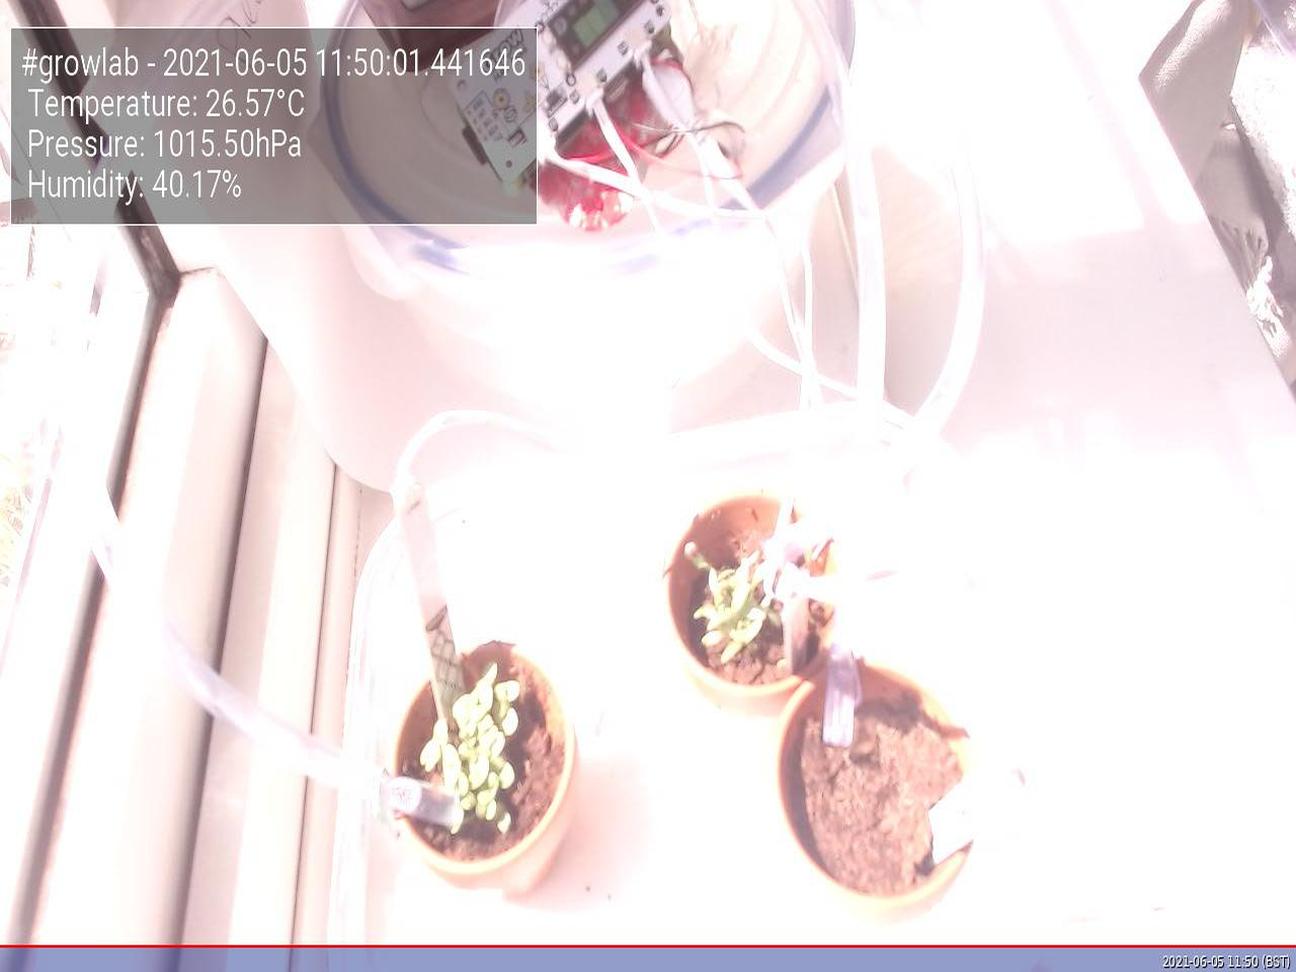 #growlab - 2021-06-05 11:50:01.441646
Temperature: 26.57°C
Pressure: 1015.50hPa
Humidity: 40.17%
2021-06-05 11:50 (BST)